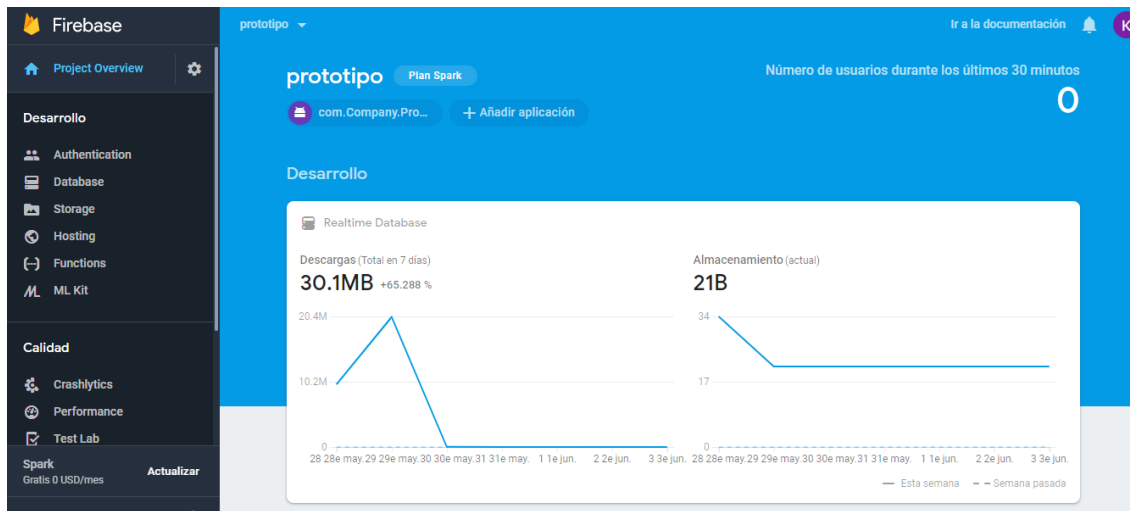 Firebase
Project Overview
Desarrollo
Authentication
Database
Storage
Hosting
Functions
ML Kit
Calidad
Crashlytics
Performance
Test Lab
Spark
Gratis 0 USD/mes
Actualizar
prototipo
Ir a la documentación
K
prototipo
Plan Spark
Número de usuarios durante los últimos 30 minutos
0
com.Company.Pro...
+ Añadir aplicación
Desarrollo
Realtime Database
Descargas (Total en 7 días)
30.1MB +65.288 %
20.4M
10.2M
0
28 28e may.29 29e may.30 30e may.31 31e may. 1 1e jun. 2 2e jun. 3 3e jun.
Almacenamiento (actual)
21B
34
17
0
28 28e may.29 29e may.30 30e may.31 31e may. 1 1e jun. 2 2e jun. 3 3e jun.
Esta semana
Semana pasada